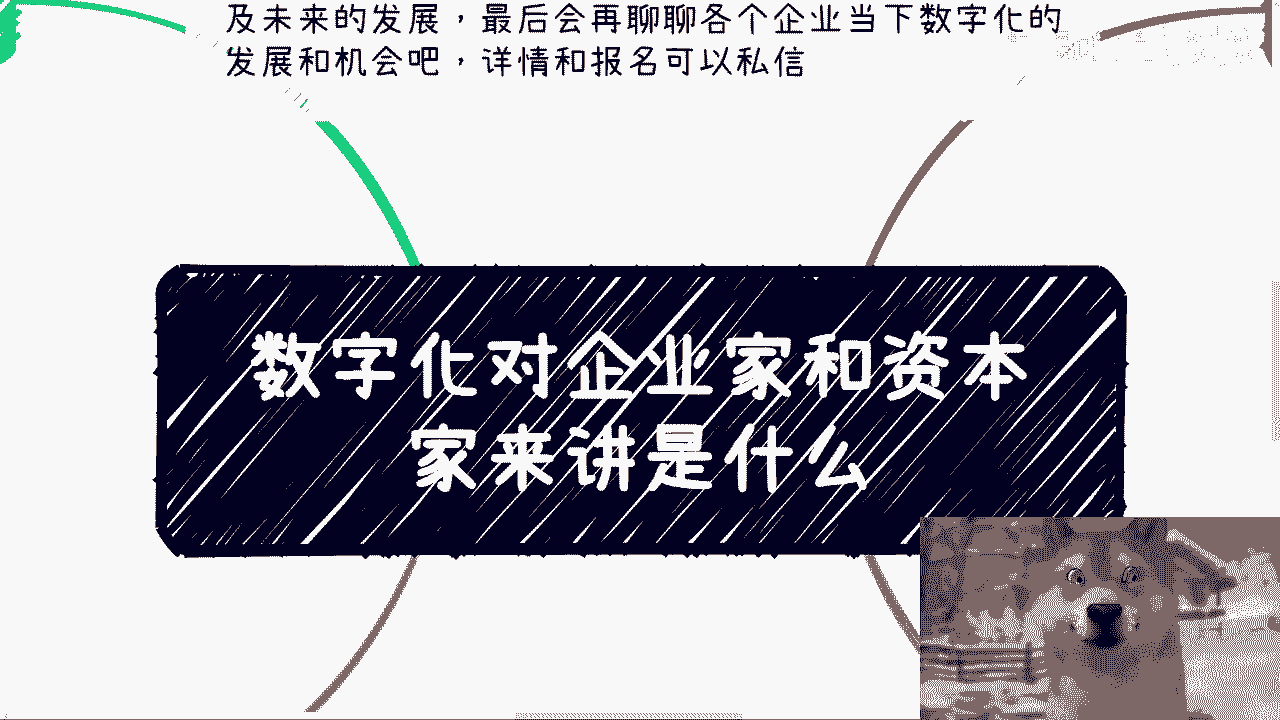 及未来的发展，最后会再聊聊各个企业当下数字化的
发展和机会吧，详情和报名可以私信
数字化对企业家和资本
家来讲是什么